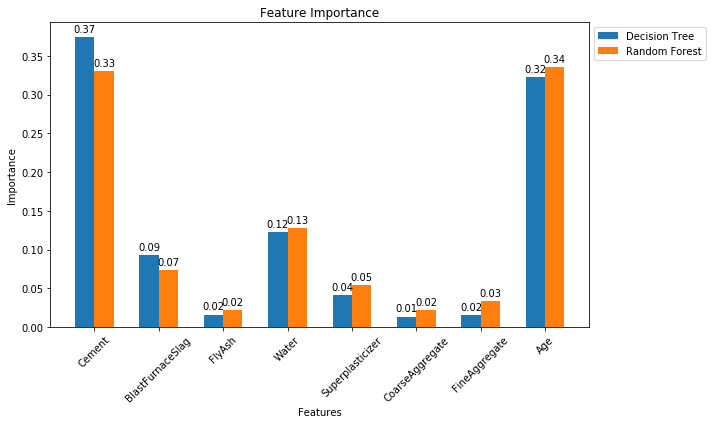 Feature Importance
Decision Tree
Random Forest
Importance
0.35
0.30
0.25
0.20
0.15
0.10
0.05
0.00
0.37
0.33
0.09
0.07
0.02
0.02
0.12
0.13
0.04
0.05
0.01
0.02
0.02
0.03
0.32
0.34
Cement
BlastFurnaceSlag
FlyAsh
Water
Superplasticizer
CoarseAggregate
FineAggregate
Age
Features